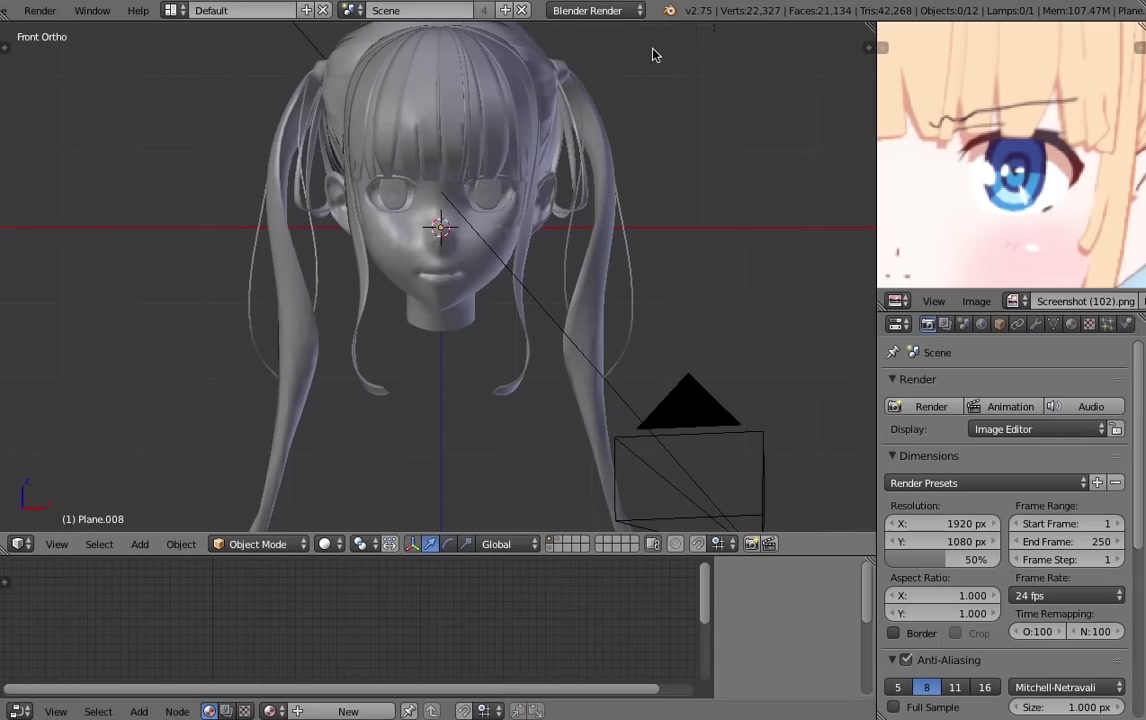 e Render Window Help Default Scene 4 Blender Render v2.75 | Verts:22,327 | Faces:21,134 | Tris:42,268 | Objects:0/12 | Lamps:0/1 | Mem:107.47M | Plane.
Front Ortho
(1) Plane.008
View Select Add Object Object Mode Global
View Image Screenshot (102).png
Scene
Render
Render Animation Audio
Display: Image Editor
Dimensions
Render Presets
Resolution: Frame Range:
X: 1920 px Start Frame: 1
Y: 1080 px End Frame: 250
50% Frame Step: 1
Aspect Ratio: Frame Rate:
X: 1.000 24 fps
Y: 1.000 Time Remapping:
Border Crop O:100 N:100
Anti-Aliasing
5 8 11 16 Mitchell-Netravali
Full Sample Size: 1.000 px
View Select Add Node New